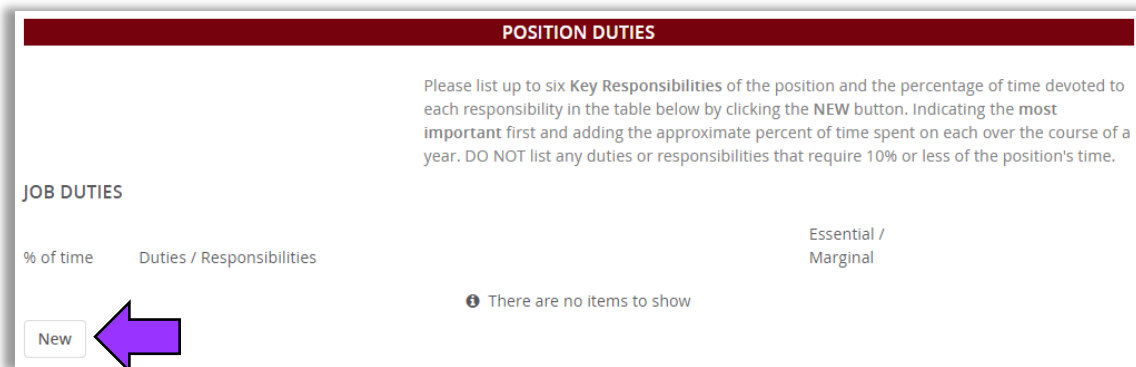 POSITION DUTIES
Please list up to six Key Responsibilities of the position and the percentage of time devoted to
each responsibility in the table below by clicking the NEW button. Indicating the most
important first and adding the approximate percent of time spent on each over the course of a
year. DO NOT list any duties or responsibilities that require 10% or less of the position's time.
JOB DUTIES
% of time Duties / Responsibilities Essential /
Marginal
There are no items to show
New